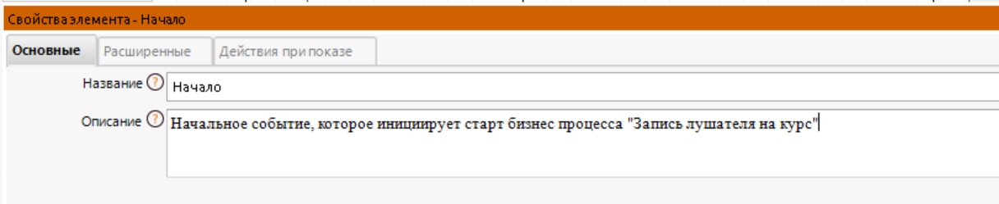 Свойства элемента - Начало
Основные Расширенные Действия при показе
Название ? Начало
Описание ? Начальное событие, которое инициирует старт бизнес процесса "Запись лушателя на курс"